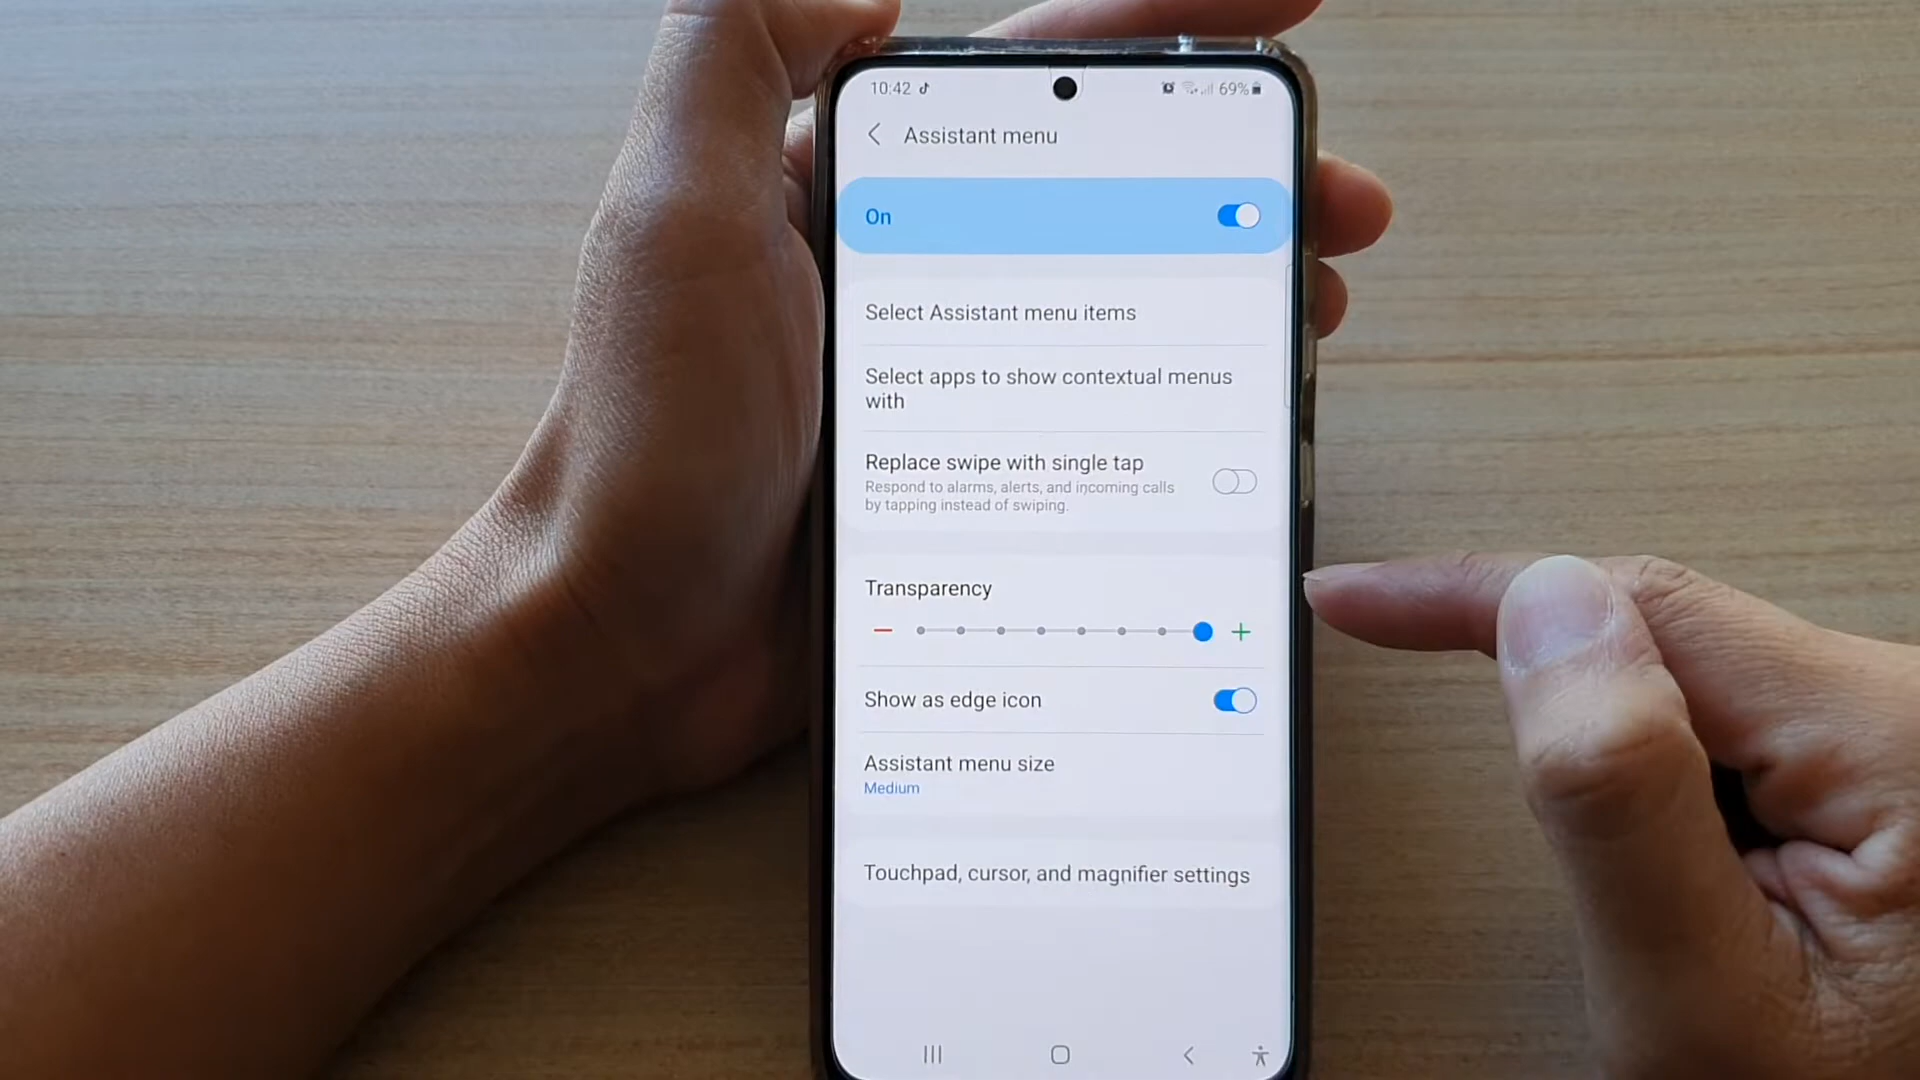 10:42
69%
Assistant menu
On
Select Assistant menu items
Select apps to show contextual menus
with
Replace swipe with single tap
Respond to alarms, alerts, and incoming calls
by tapping instead of swiping.
Transparency
Show as edge icon
Assistant menu size
Medium
Touchpad, cursor, and magnifier settings